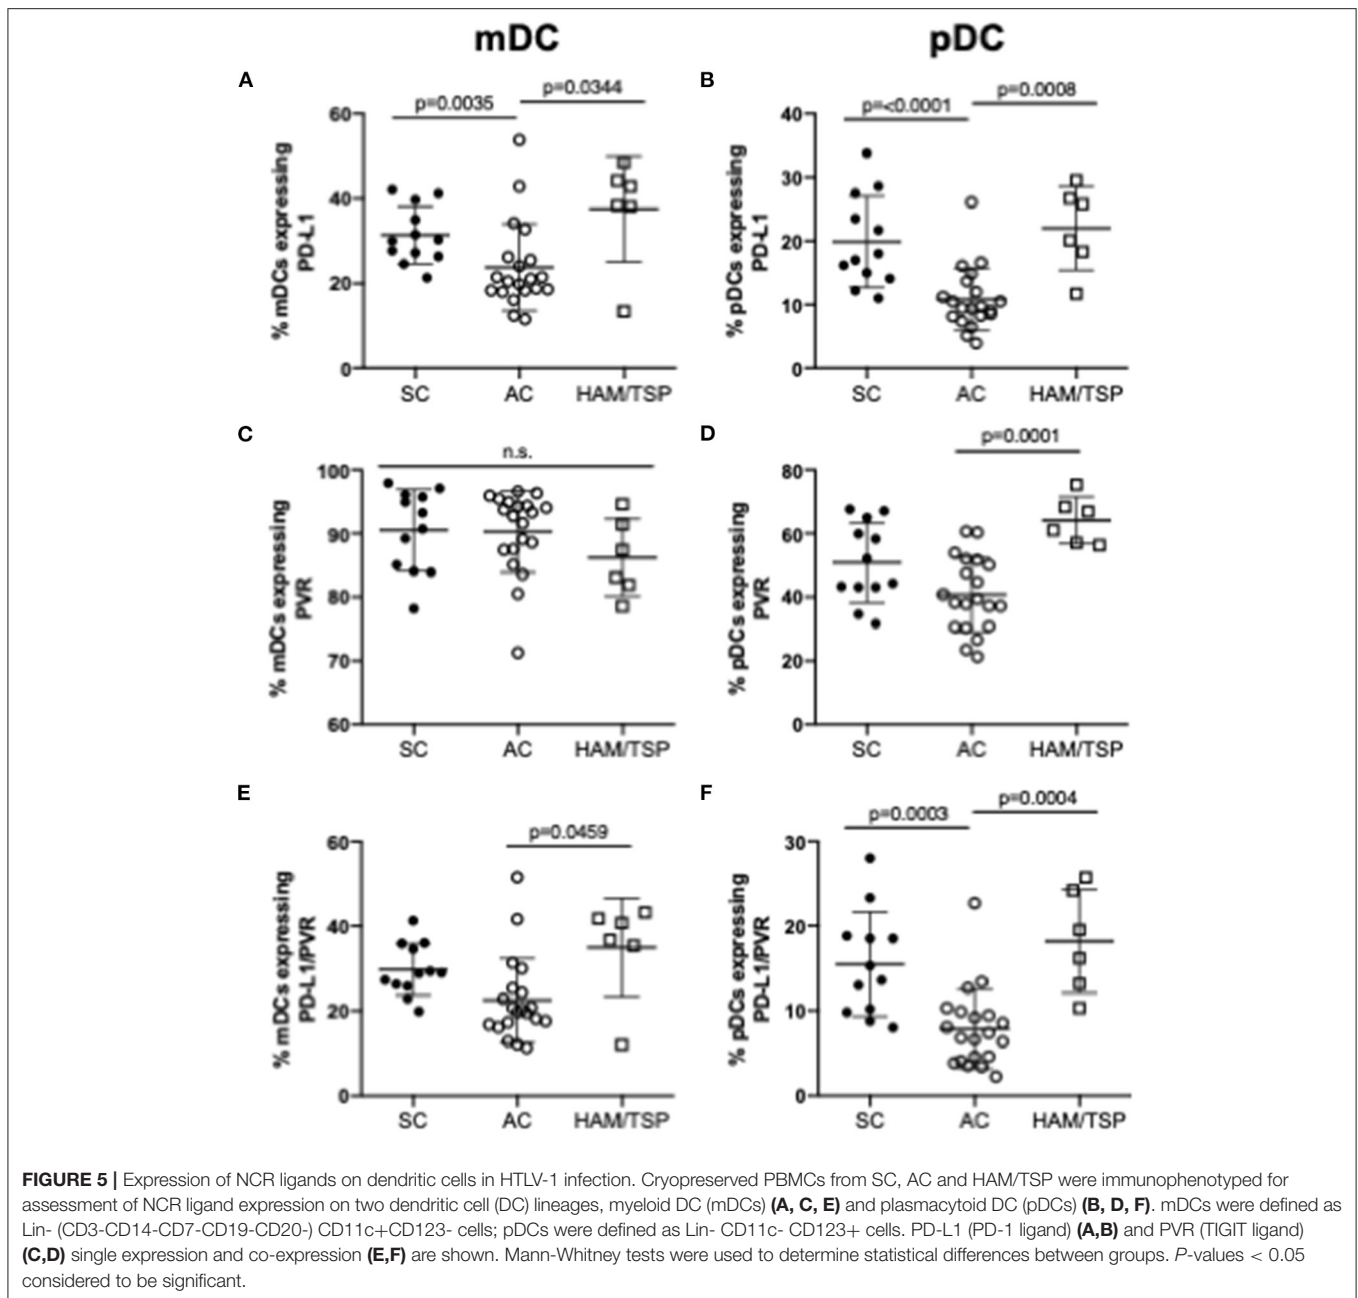 mDC
pDC
A
p=0.0035
p=0.0344
% mDCs expressing
PD-L1
60
40
20
0
SC
AC
HAM/TSP
B
p=<0.0001
p=0.0008
% pDCs expressing
PD-L1
40
30
20
10
0
SC
AC
HAM/TSP
C
n.s.
% mDCs expressing
PVR
100
90
80
70
60
SC
AC
HAM/TSP
D
p=0.0001
% pDCs expressing
PVR
80
60
40
20
0
SC
AC
HAM/TSP
E
p=0.0459
% mDCs expressing
PD-L1/PVR
60
40
20
0
SC
AC
HAM/TSP
F
p=0.0003
p=0.0004
% pDCs expressing
PD-L1/PVR
30
20
10
0
SC
AC
HAM/TSP
FIGURE 5 | Expression of NCR ligands on dendritic cells in HTLV-1 infection. Cryopreserved PBMCs from SC, AC and HAM/TSP were immunophenotyped for
assessment of NCR ligand expression on two dendritic cell (DC) lineages, myeloid DC (mDCs) (A, C, E) and plasmacytoid DC (pDCs) (B, D, F). mDCs were defined as
Lin- (CD3-CD14-CD7-CD19-CD20-) CD11c+CD123- cells; pDCs were defined as Lin- CD11c- CD123+ cells. PD-L1 (PD-1 ligand) (A,B) and PVR (TIGIT ligand)
(C,D) single expression and co-expression (E,F) are shown. Mann-Whitney tests were used to determine statistical differences between groups. P-values < 0.05
considered to be significant.